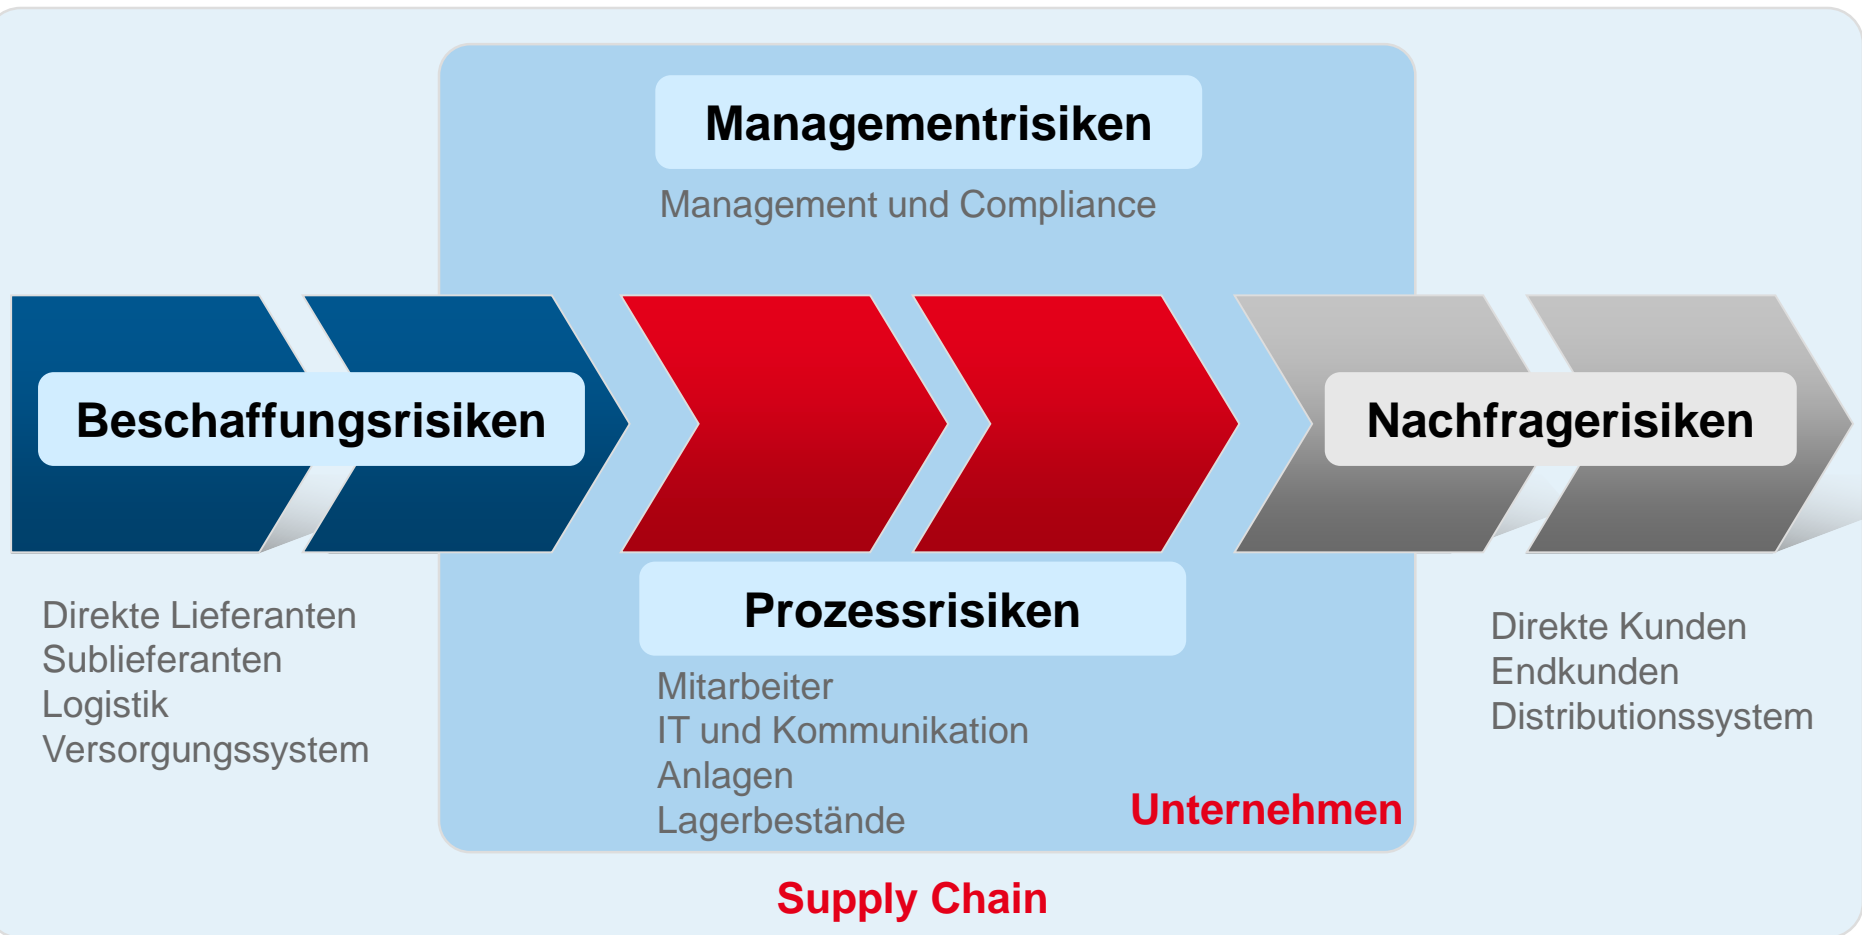 Managementrisiken
Management und Compliance
Beschaffungsrisiken
Nachfragerisiken
Direkte Lieferanten
Sublieferanten
Logistik
Versorgungssystem
Prozessrisiken
Mitarbeiter
IT und Kommunikation
Anlagen
Lagerbestände
Direkte Kunden
Endkunden
Distributionssystem
Unternehmen
Supply Chain